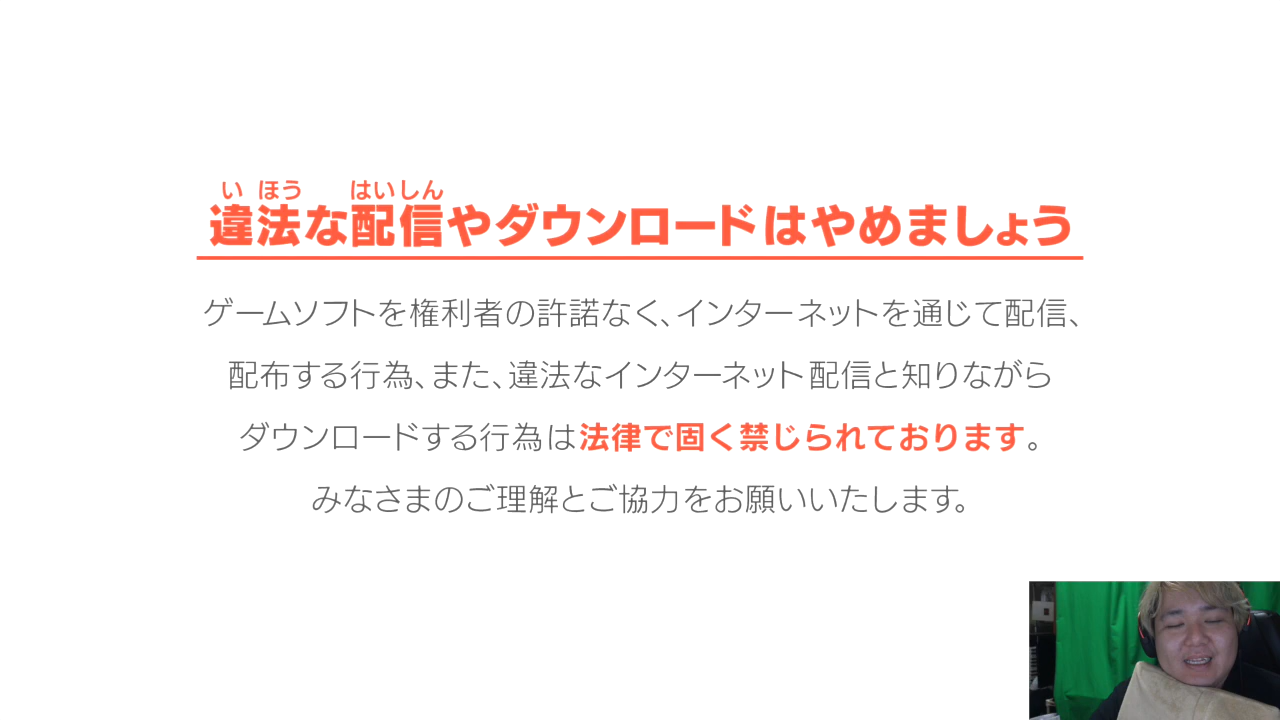 い ほう はいしん
違法な配信やダウンロードはやめましょう
ゲームソフトを権利者の許諾なく、インターネットを通じて配信、
配布する行為、また、違法なインターネット配信と知りながら
ダウンロードする行為は法律で固く禁じられております。
みなさまのご理解とご協力をお願いいたします。